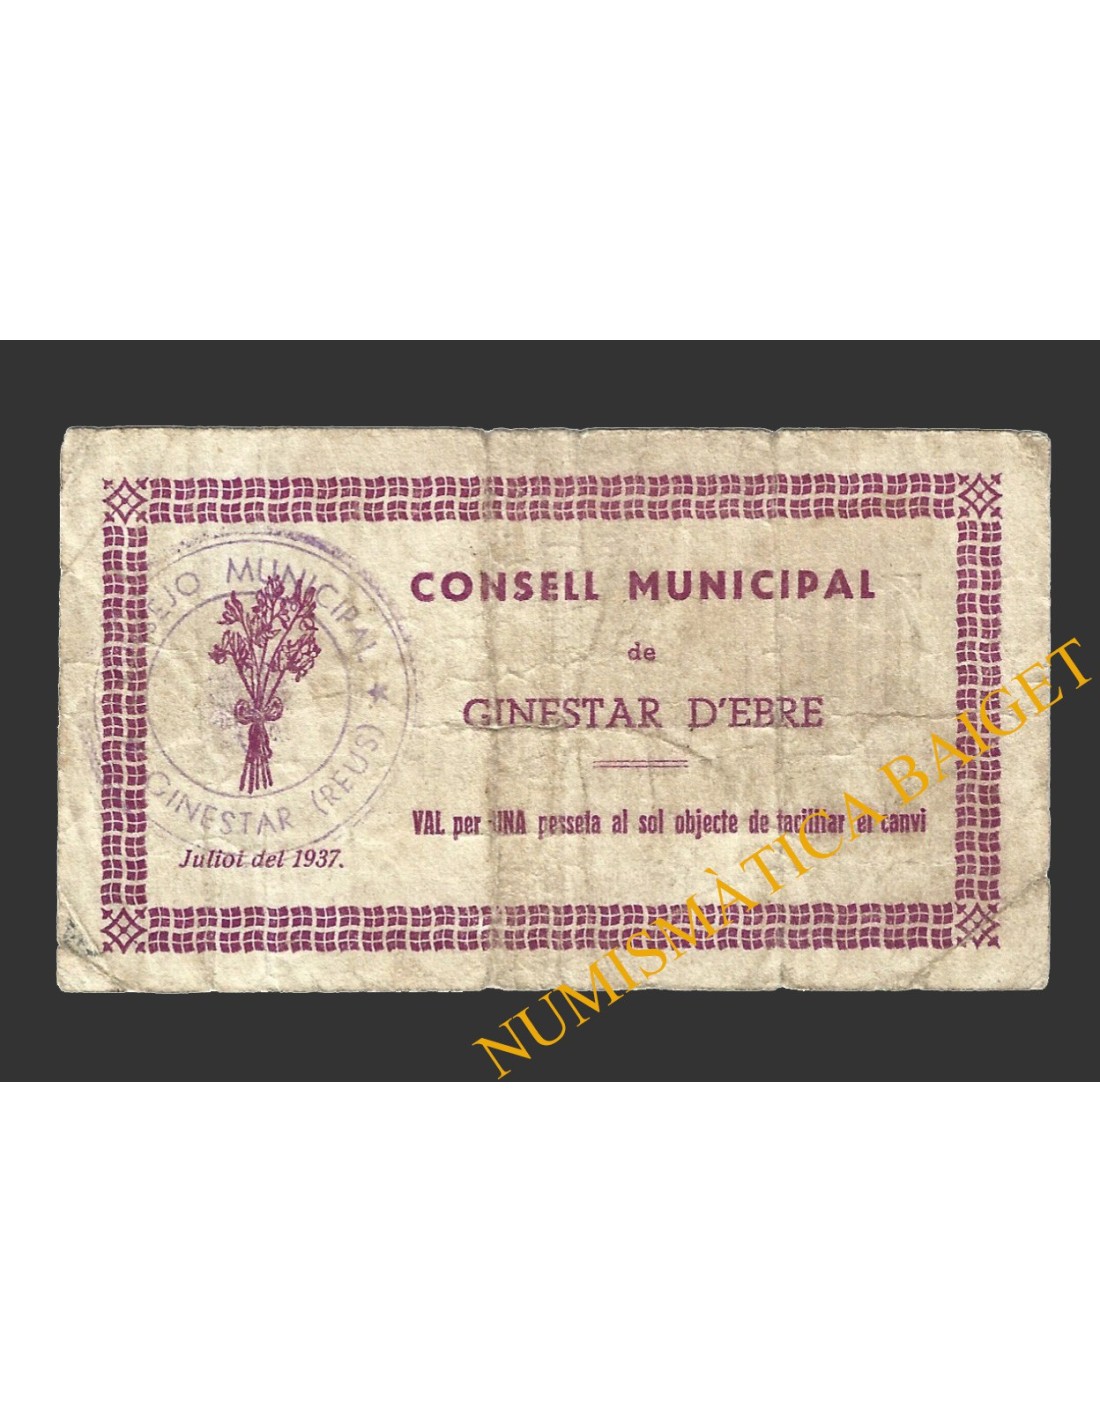 CONSELL MUNICIPAL
de
GINESTAR D'EBRE
VAL per UNA pesseta al sol objecte de facilitar el canvi
Juliol del 1937.
MUNICIPAL ★
GINESTAR (REUS)
NUMISMÀTICA BAIGET